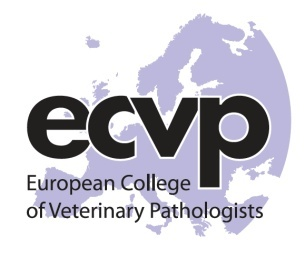 ecvp
European College
of Veterinary Pathologists